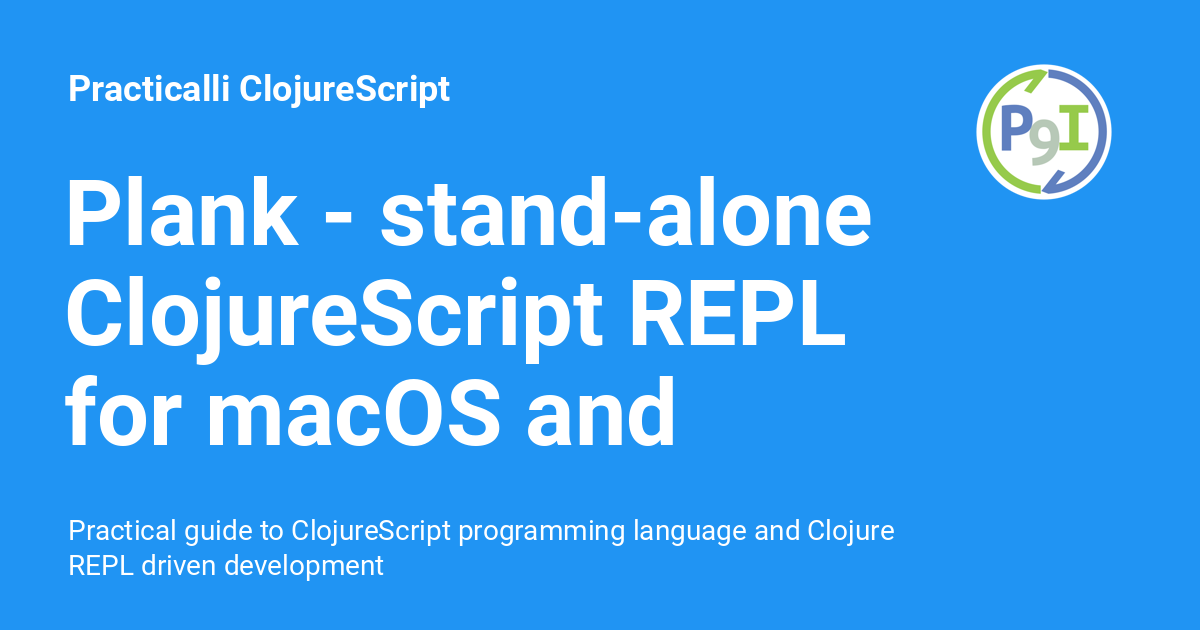 Practicalli ClojureScript
P9I
Plank - stand-alone
ClojureScript REPL
for macOS and
Practical guide to ClojureScript programming language and Clojure
REPL driven development